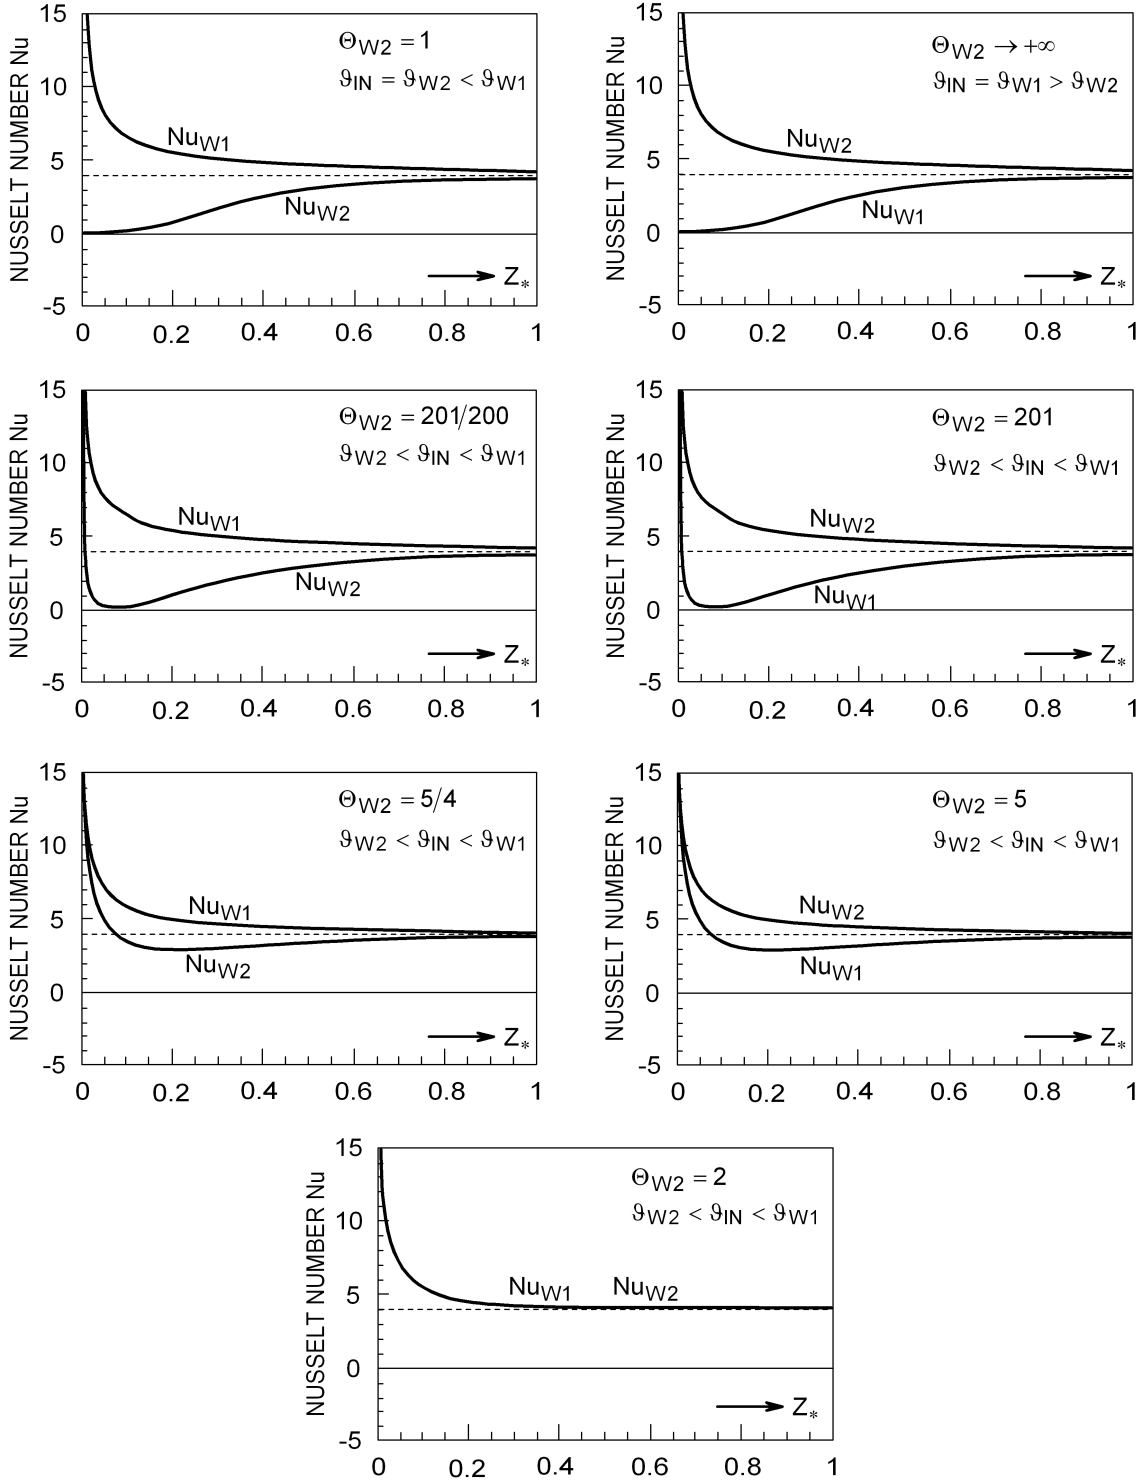 NUSSELT NUMBER Nu
15
10
5
0
-5
ΘW2 = 1
ϑIN = ϑW2 < ϑW1
NuW1
NuW2
Z*
0 0.2 0.4 0.6 0.8 1
NUSSELT NUMBER Nu
15
10
5
0
-5
ΘW2 → +∞
ϑIN = ϑW1 > ϑW2
NuW2
NuW1
Z*
0 0.2 0.4 0.6 0.8 1
NUSSELT NUMBER Nu
15
10
5
0
-5
ΘW2 = 201/200
ϑW2 < ϑIN < ϑW1
NuW1
NuW2
Z*
0 0.2 0.4 0.6 0.8 1
NUSSELT NUMBER Nu
15
10
5
0
-5
ΘW2 = 201
ϑW2 < ϑIN < ϑW1
NuW2
NuW1
Z*
0 0.2 0.4 0.6 0.8 1
NUSSELT NUMBER Nu
15
10
5
0
-5
ΘW2 = 5/4
ϑW2 < ϑIN < ϑW1
NuW1
NuW2
Z*
0 0.2 0.4 0.6 0.8 1
NUSSELT NUMBER Nu
15
10
5
0
-5
ΘW2 = 5
ϑW2 < ϑIN < ϑW1
NuW2
NuW1
Z*
0 0.2 0.4 0.6 0.8 1
NUSSELT NUMBER Nu
15
10
5
0
-5
ΘW2 = 2
ϑW2 < ϑIN < ϑW1
NuW1 NuW2
Z*
0 0.2 0.4 0.6 0.8 1